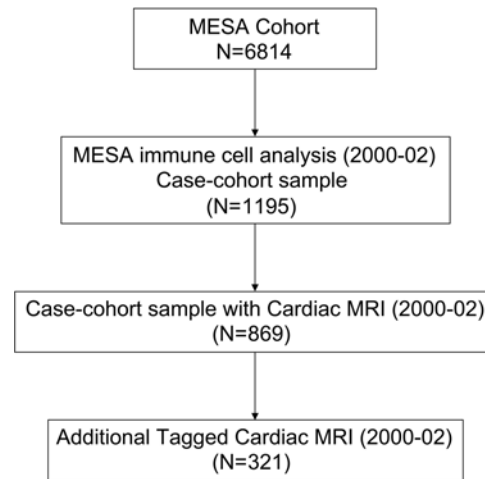 MESA Cohort
N=6814
MESA immune cell analysis (2000-02)
Case-cohort sample
(N=1195)
Case-cohort sample with Cardiac MRI (2000-02)
(N=869)
Additional Tagged Cardiac MRI (2000-02)
(N=321)